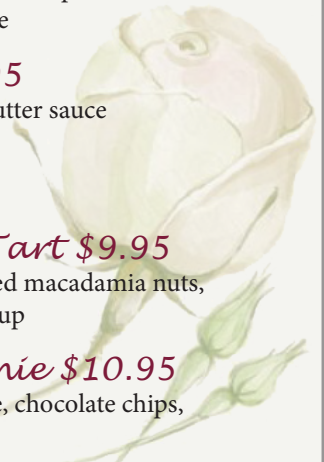 e
5
utter sauce
Tart $9.95
ed macadamia nuts,
up
nie $10.95
e, chocolate chips,